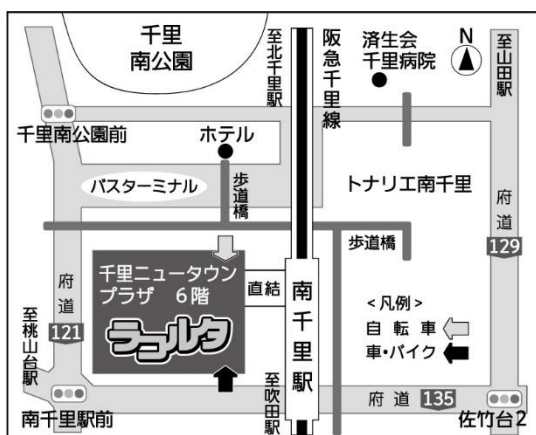 千里
南公園
至北千里駅
阪急千里線
済生会
千里病院
N
至山田駅
千里南公園前
ホテル
バスターミナル
歩道橋
トナリエ南千里
府道
129
歩道橋
千里ニュータウン
プラザ 6階
ラコルタ
直結
南千里駅
<凡例>
自転車
車・バイク
府道
121
至桃山台駅
南千里駅前
至吹田駅
府道 135
佐竹台2